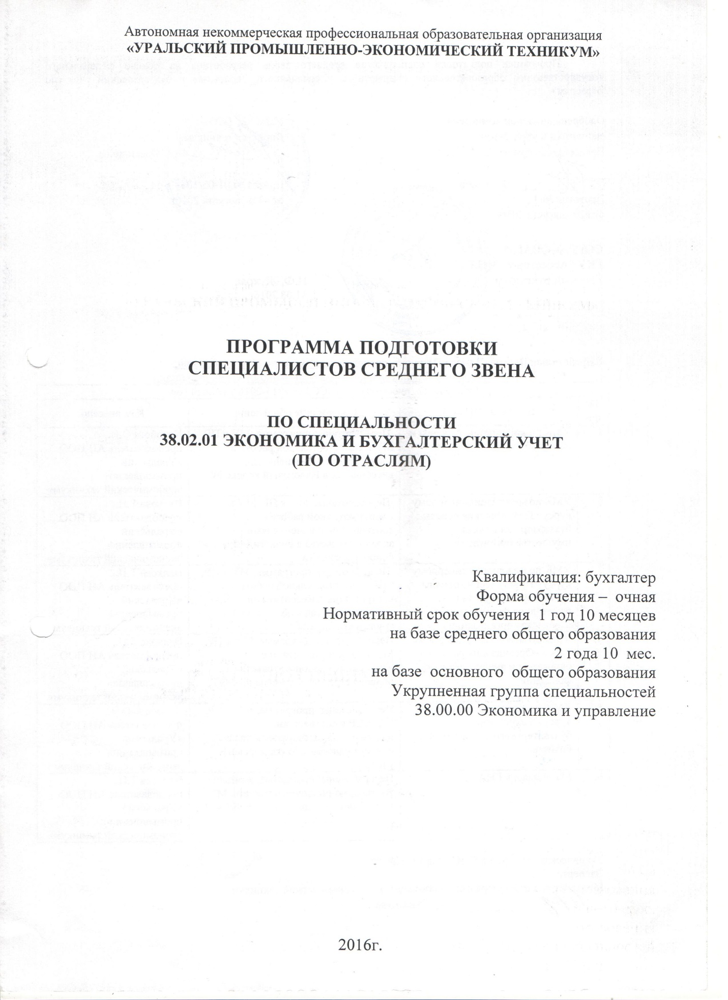 Автономная некоммерческая профессиональная образовательная организация
«УРАЛЬСКИЙ ПРОМЫШЛЕННО-ЭКОНОМИЧЕСКИЙ ТЕХНИКУМ»
ПРОГРАММА ПОДГОТОВКИ
СПЕЦИАЛИСТОВ СРЕДНЕГО ЗВЕНА
ПО СПЕЦИАЛЬНОСТИ
38.02.01 ЭКОНОМИКА И БУХГАЛТЕРСКИЙ УЧЕТ
(ПО ОТРАСЛЯМ)
Квалификация: бухгалтер
Форма обучения – очная
Нормативный срок обучения 1 год 10 месяцев
на базе среднего общего образования
2 года 10 мес.
на базе основного общего образования
Укрупненная группа специальностей
38.00.00 Экономика и управление
2016г.